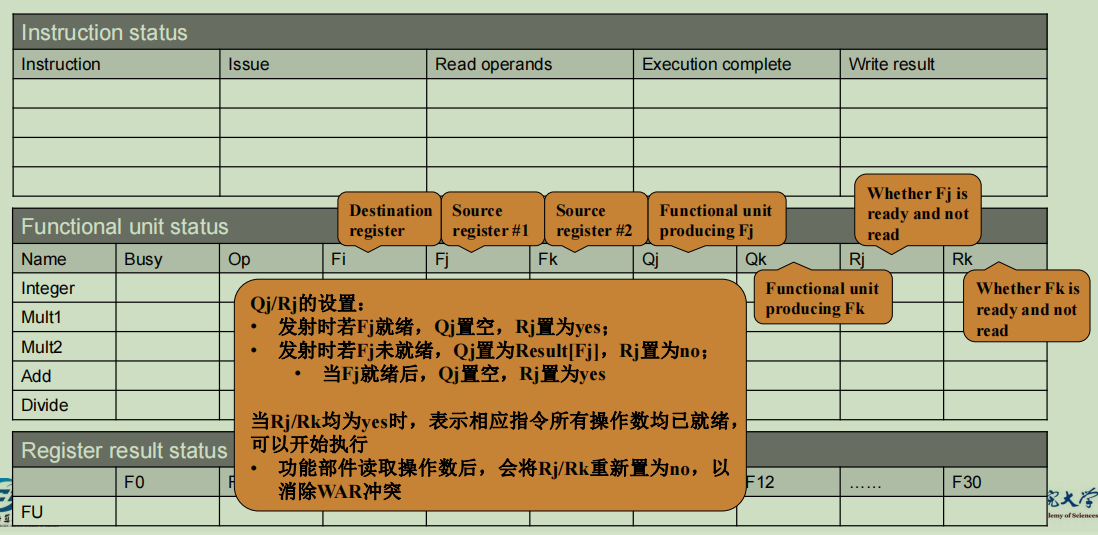 Instruction status
Instruction Issue Read operands Execution complete Write result
Destination register
Source register #1
Source register #2
Functional unit producing Fj
Whether Fj is ready and not read
Functional unit status
Name Busy Op Fi Fj Fk Qj Qk Rj Rk
Functional unit producing Fk
Whether Fk is ready and not read
Integer
Mult1
Mult2
Add
Divide
Qj/Rj的设置：
• 发射时若Fj就绪，Qj置空，Rj置为yes；
• 发射时若Fj未就绪，Qj置为Result[Fj]，Rj置为no；
• 当Fj就绪后，Qj置空，Rj置为yes
当Rj/Rk均为yes时，表示相应指令所有操作数均已就绪，
可以开始执行
• 功能部件读取操作数后，会将Rj/Rk重新置为no，以
消除WAR冲突
Register result status
F0 F12 …… F30
FU
大学
emy of Sciences